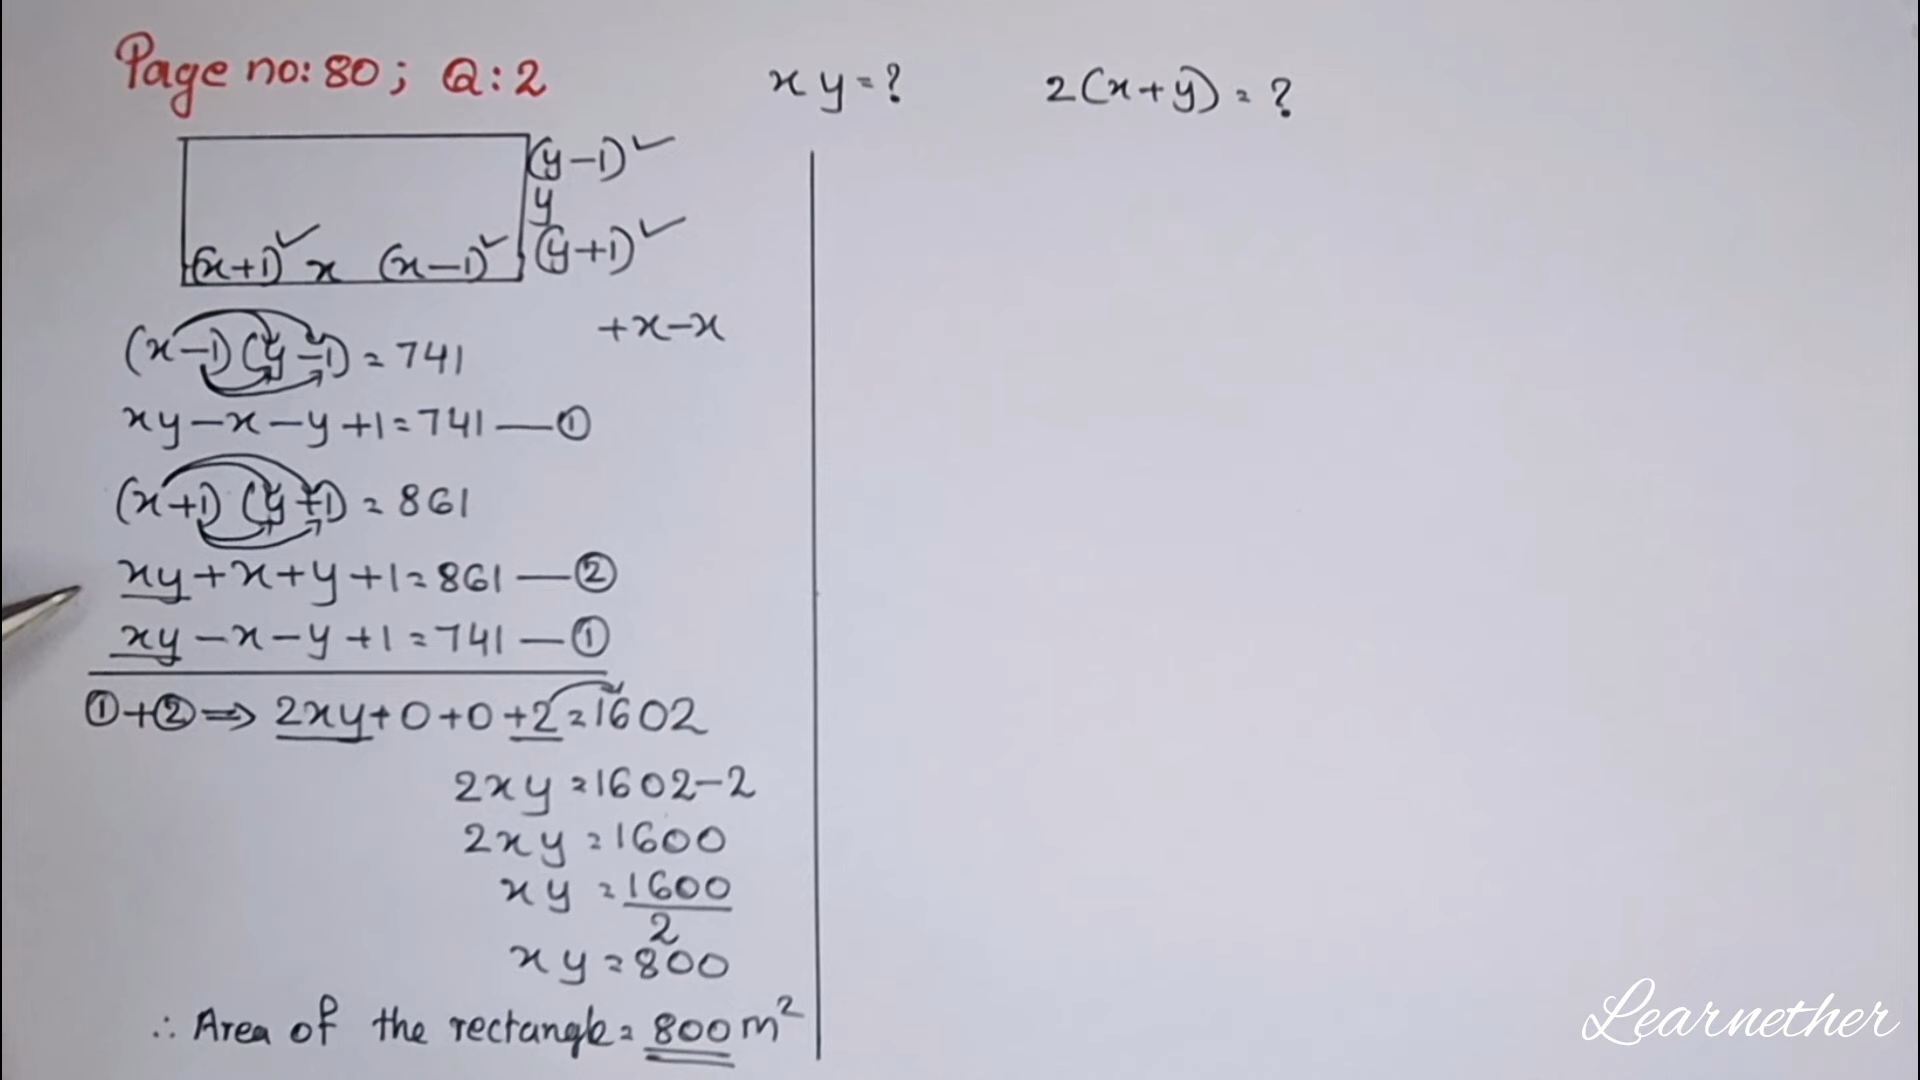 Page no: 80; Q: 2
xy = ?
2(x+y) = ?
(y-1) ✓
y
(y+1) ✓
(x+1) ✓ x (x-1) ✓
+x-x
(x-1) (y-1) = 741
xy-x-y+1 = 741 — ①
(x+1) (y+1) = 861
xy+x+y+1 = 861 — ②
xy-x-y+1 = 741 — ①
①+② ⇒ 2xy+0+0+2 = 1602
2xy = 1602-2
2xy = 1600
xy = 1600
2
xy = 800
∴ Area of the rectangle = 800 m²
Learnether